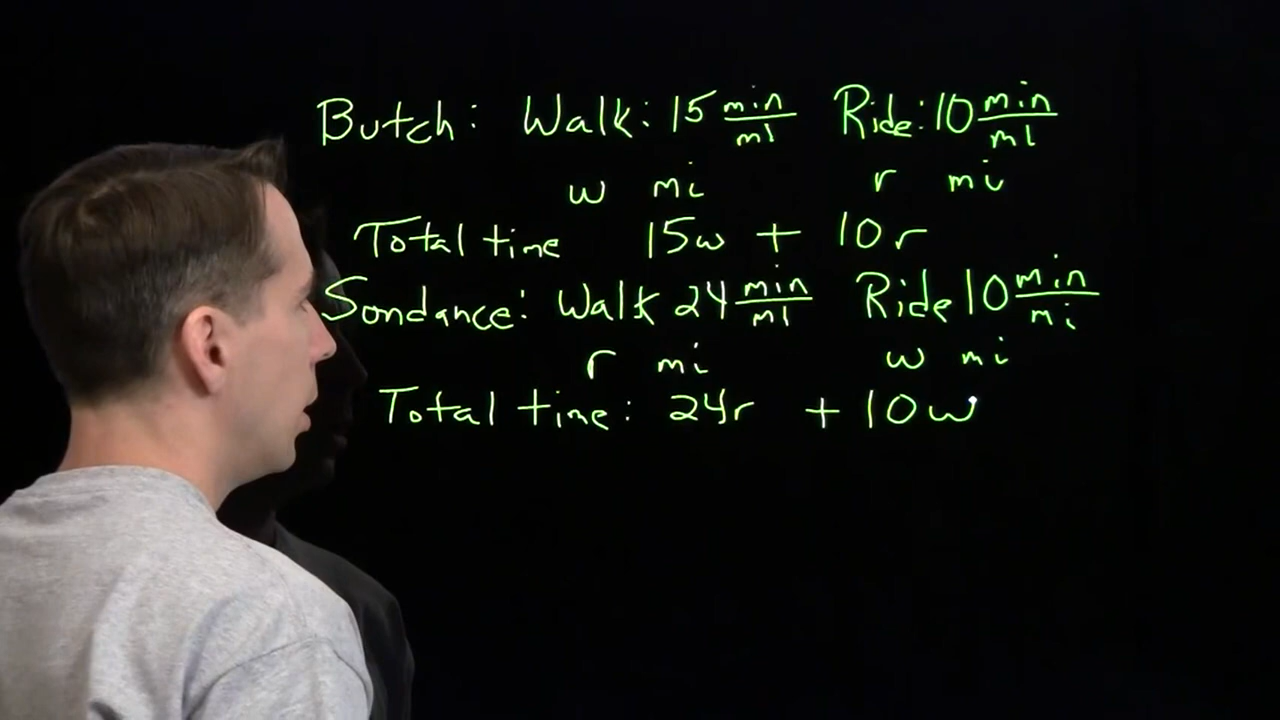 Butch: Walk: 15 min/mi Ride: 10 min/mi
w mi r mi
Total time 15w + 10r
Sondance: Walk 24 min/mi Ride 10 min/mi
r mi w mi
Total time: 24r + 10w